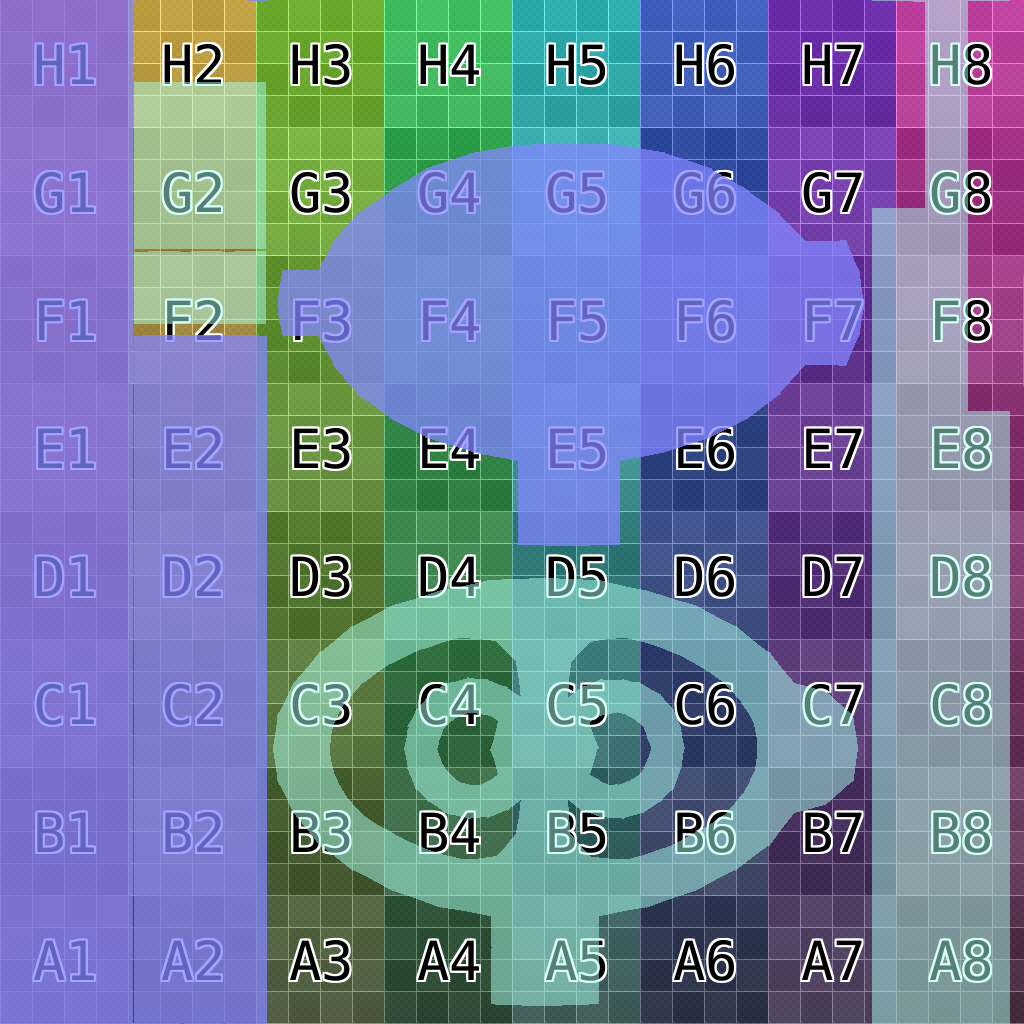 H1 H2 H3 H4 H5 H6 H7 H8
G1 G2 G3 G4 G5 G6 G7 G8
F1 F2 F3 F4 F5 F6 F7 F8
E1 E2 E3 E4 E5 E6 E7 E8
D1 D2 D3 D4 D5 D6 D7 D8
C1 C2 C3 C4 C5 C6 C7 C8
B1 B2 B3 B4 B5 B6 B7 B8
A1 A2 A3 A4 A5 A6 A7 A8